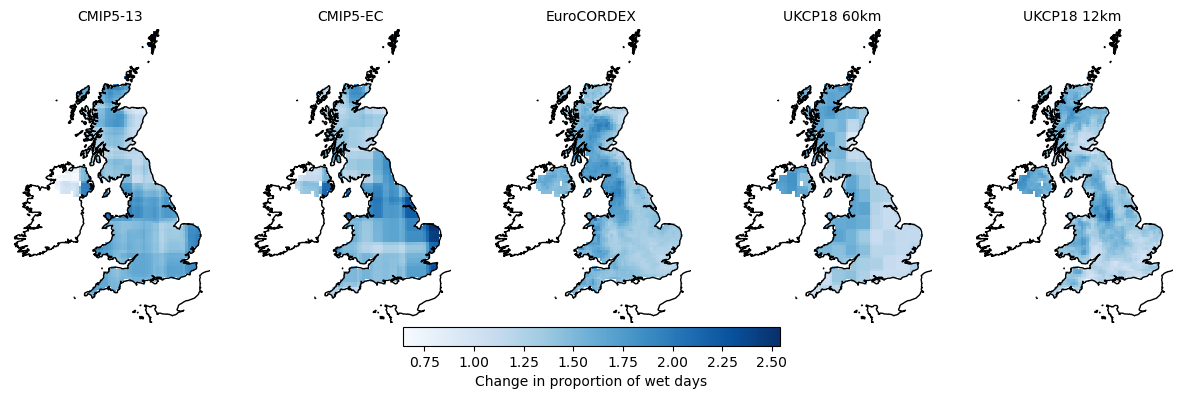 CMIP5-13
CMIP5-EC
EuroCORDEX
UKCP18 60km
UKCP18 12km
0.75 1.00 1.25 1.50 1.75 2.00 2.25 2.50
Change in proportion of wet days